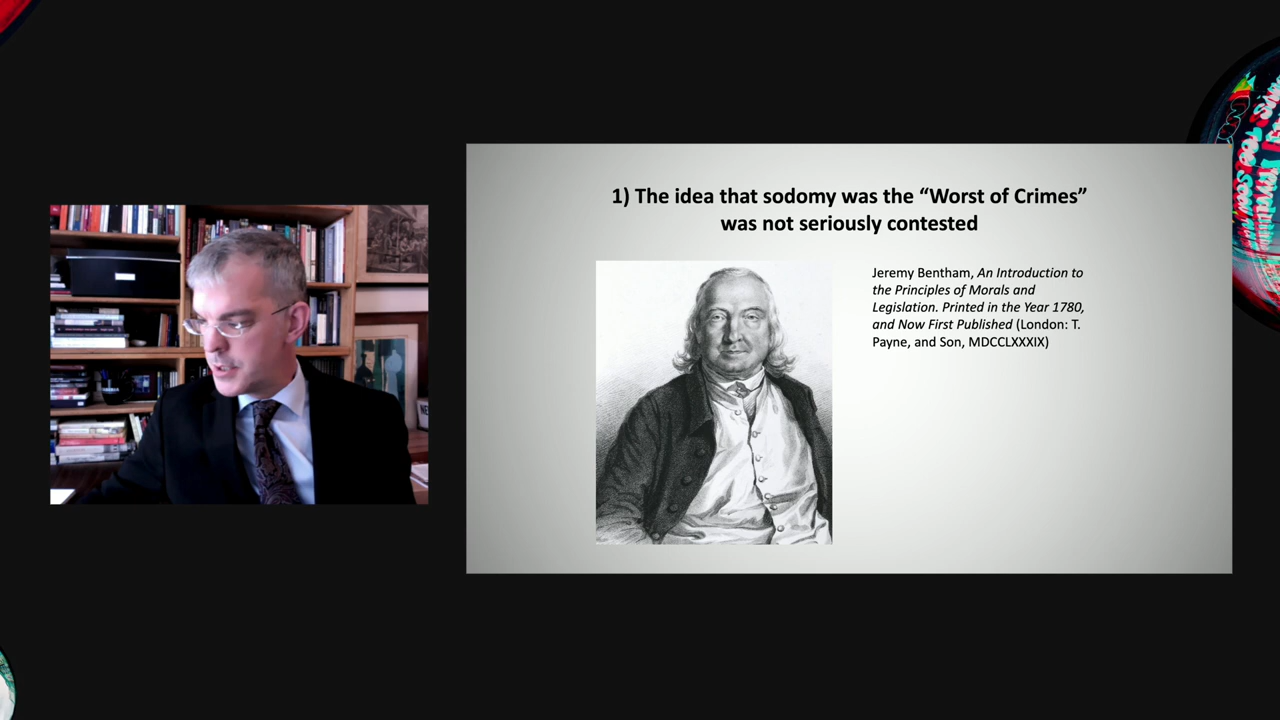 1) The idea that sodomy was the “Worst of Crimes”
was not seriously contested
Jeremy Bentham, An Introduction to
the Principles of Morals and
Legislation. Printed in the Year 1780,
and Now First Published (London: T.
Payne, and Son, MDCCLXXXIX)